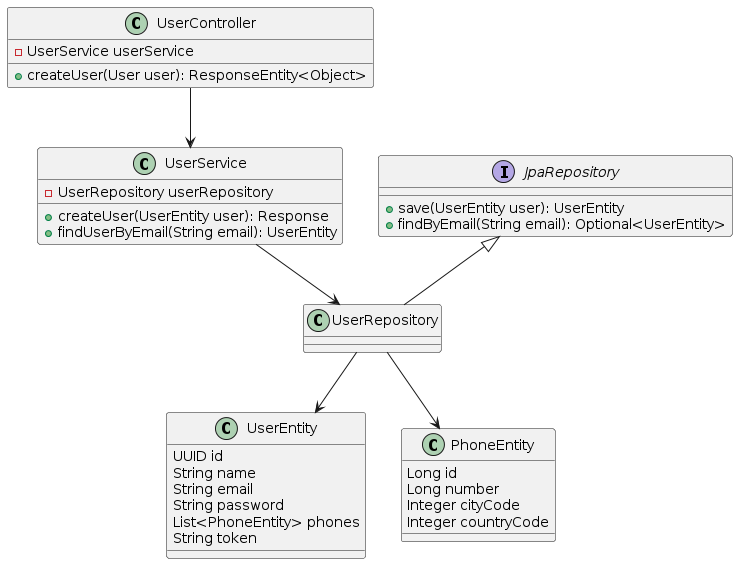 C UserController
UserService userService
createUser(User user): ResponseEntity<Object>
C UserService
UserRepository userRepository
createUser(UserEntity user): Response
findUserByEmail(String email): UserEntity
I JpaRepository
save(UserEntity user): UserEntity
findByEmail(String email): Optional<UserEntity>
C UserRepository
C UserEntity
UUID id
String name
String email
String password
List<PhoneEntity> phones
String token
C PhoneEntity
Long id
Long number
Integer cityCode
Integer countryCode